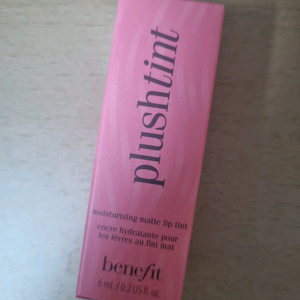 plushtint
moisturizing matte lip tint
encre hydratante pour
les lèvres au fini mat
benefit
6 mL / 0.2 US fl. oz.